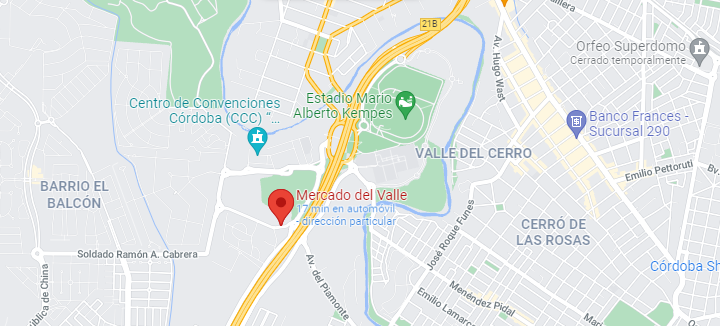 allera
21B
Av. Hugo Wast
Orfeo Superdomo
Cerrado temporalmente
Estadio Mario
Alberto Kempes
Centro de Convenciones
Córdoba (CCC) “ ...
Banco Frances -
Sucursal 290
VALLE DEL CERRO
Emilio Pettoruti
BARRIO EL
BALCÓN
Mercado del Valle
17 min en automóvil
- dirección particular
CERRÓ DE
LAS ROSAS
José Roque Funes
Soldado Ramón A. Cabrera
Córdoba Sh
Av. del Piamonte
Menéndez Pidal
Emilio Lamarca
ública de China